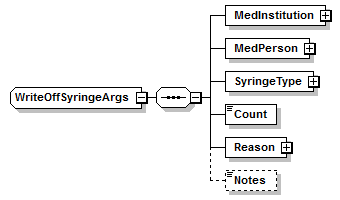 MedInstitution
MedPerson
WriteOffSyringeArgs
SyringeType
Count
Reason
Notes